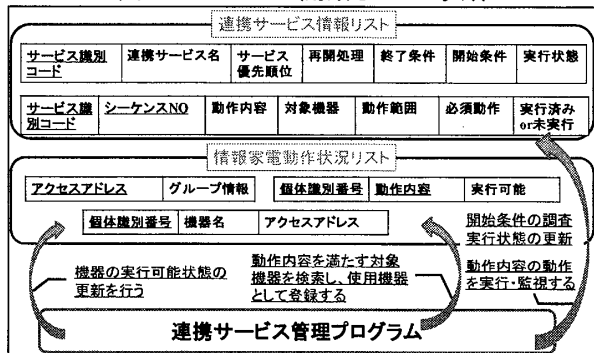 連携サービス情報リスト
サービス識別
コード
連携サービス名
サービス
優先順位
再開処理
終了条件
開始条件
実行状態
サービス識
別コード
シーケンスNO
動作内容
対象機器
動作範囲
必須動作
実行済み
or未実行
情報家電動作状況リスト
アクセスアドレス
グループ情報
個体識別番号
動作内容
実行可能
個体識別番号
機器名
アクセスアドレス
開始条件の調査
実行状態の更新
機器の実行可能状態の
更新を行う
動作内容を満たす対象
機器を検索し、使用機器
として登録する
動作内容の動作
を実行・監視する
連携サービス管理プログラム